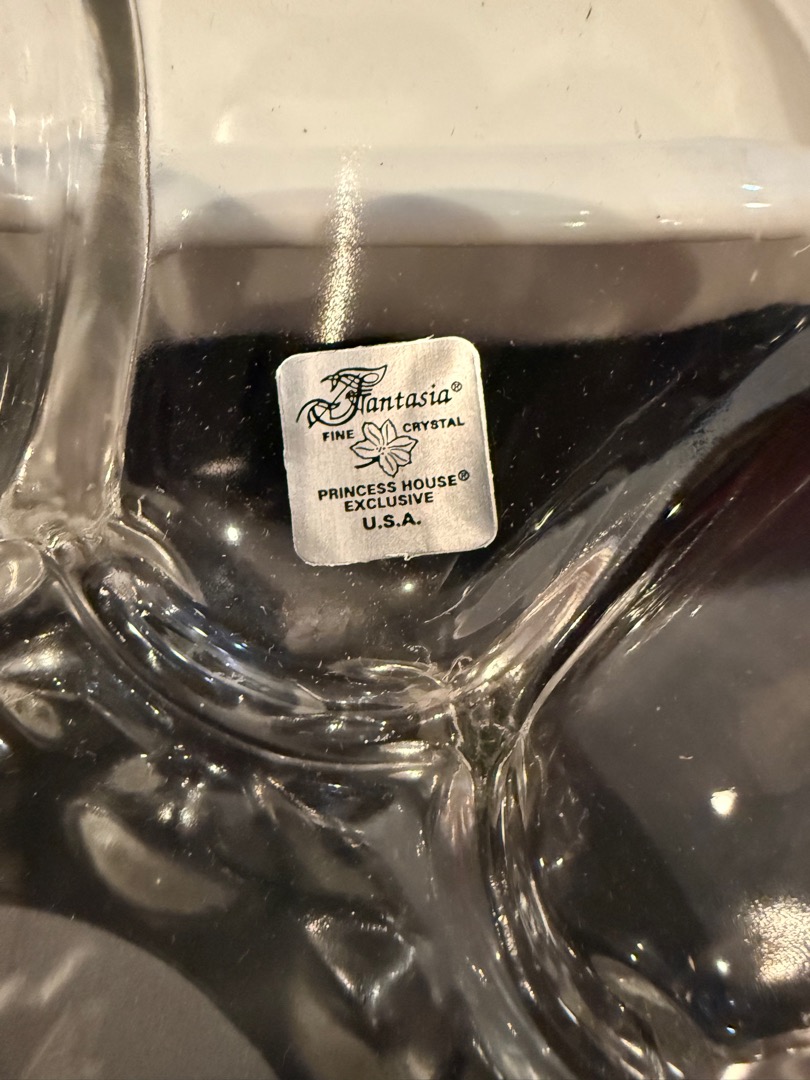 Fantasia®
FINE CRYSTAL
PRINCESS HOUSE®
EXCLUSIVE
U.S.A.